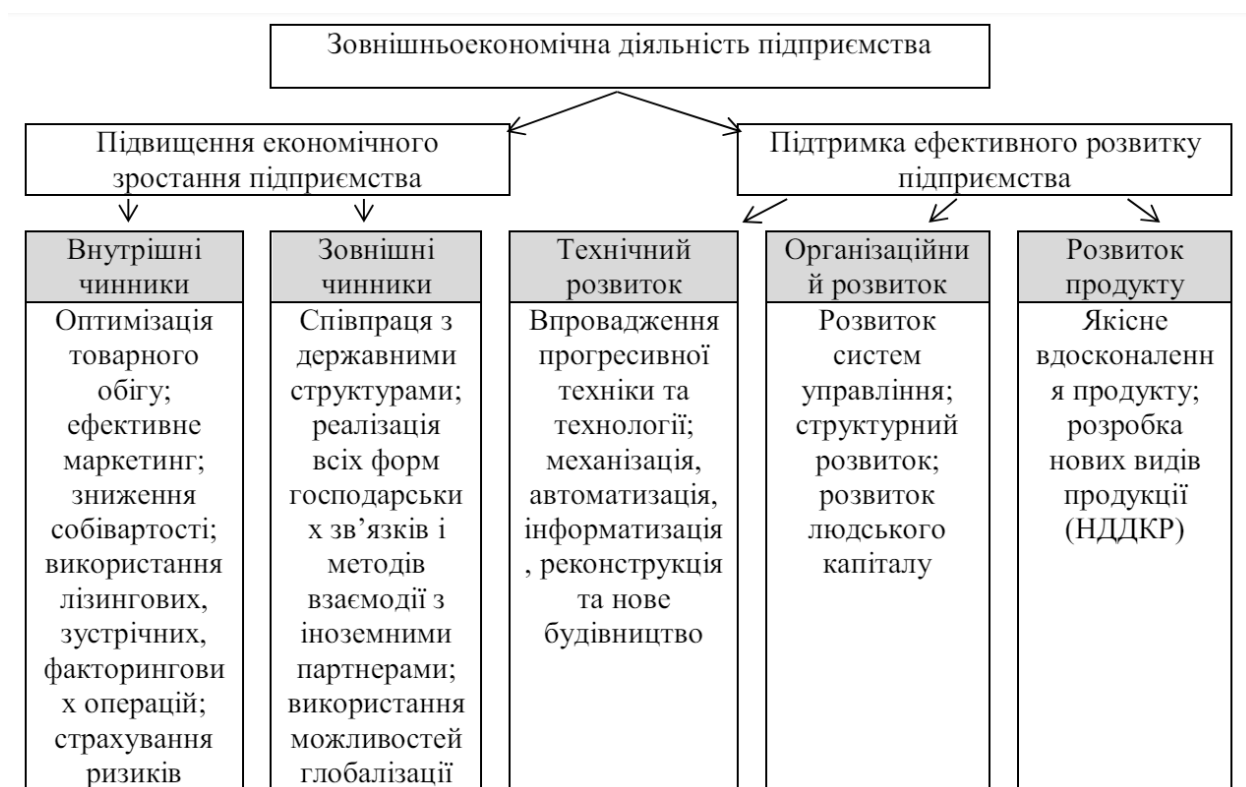 Зовнішньоекономічна діяльність підприємства
Підвищення економічного
зростання підприємства
Підтримка ефективного розвитку
підприємства
Внутрішні
чинники
Оптимізація
товарного
обігу;
ефективне
маркетинг;
зниження
собівартості;
використання
лізингових,
зустрічних,
факторингови
х операцій;
страхування
ризиків
Зовнішні
чинники
Співпраця з
державними
структурами;
реалізація
всіх форм
господарськи
х зв’язків і
методів
взаємодії з
іноземними
партнерами;
використання
можливостей
глобалізації
Технічний
розвиток
Впровадження
прогресивної
техніки та
технології;
механізація,
автоматизація,
інформатизація
, реконструкція
та нове
будівництво
Організаційни
й розвиток
Розвиток
систем
управління;
структурний
розвиток;
розвиток
людського
капіталу
Розвиток
продукту
Якісне
вдосконаленн
я продукту;
розробка
нових видів
продукції
(НДДКР)